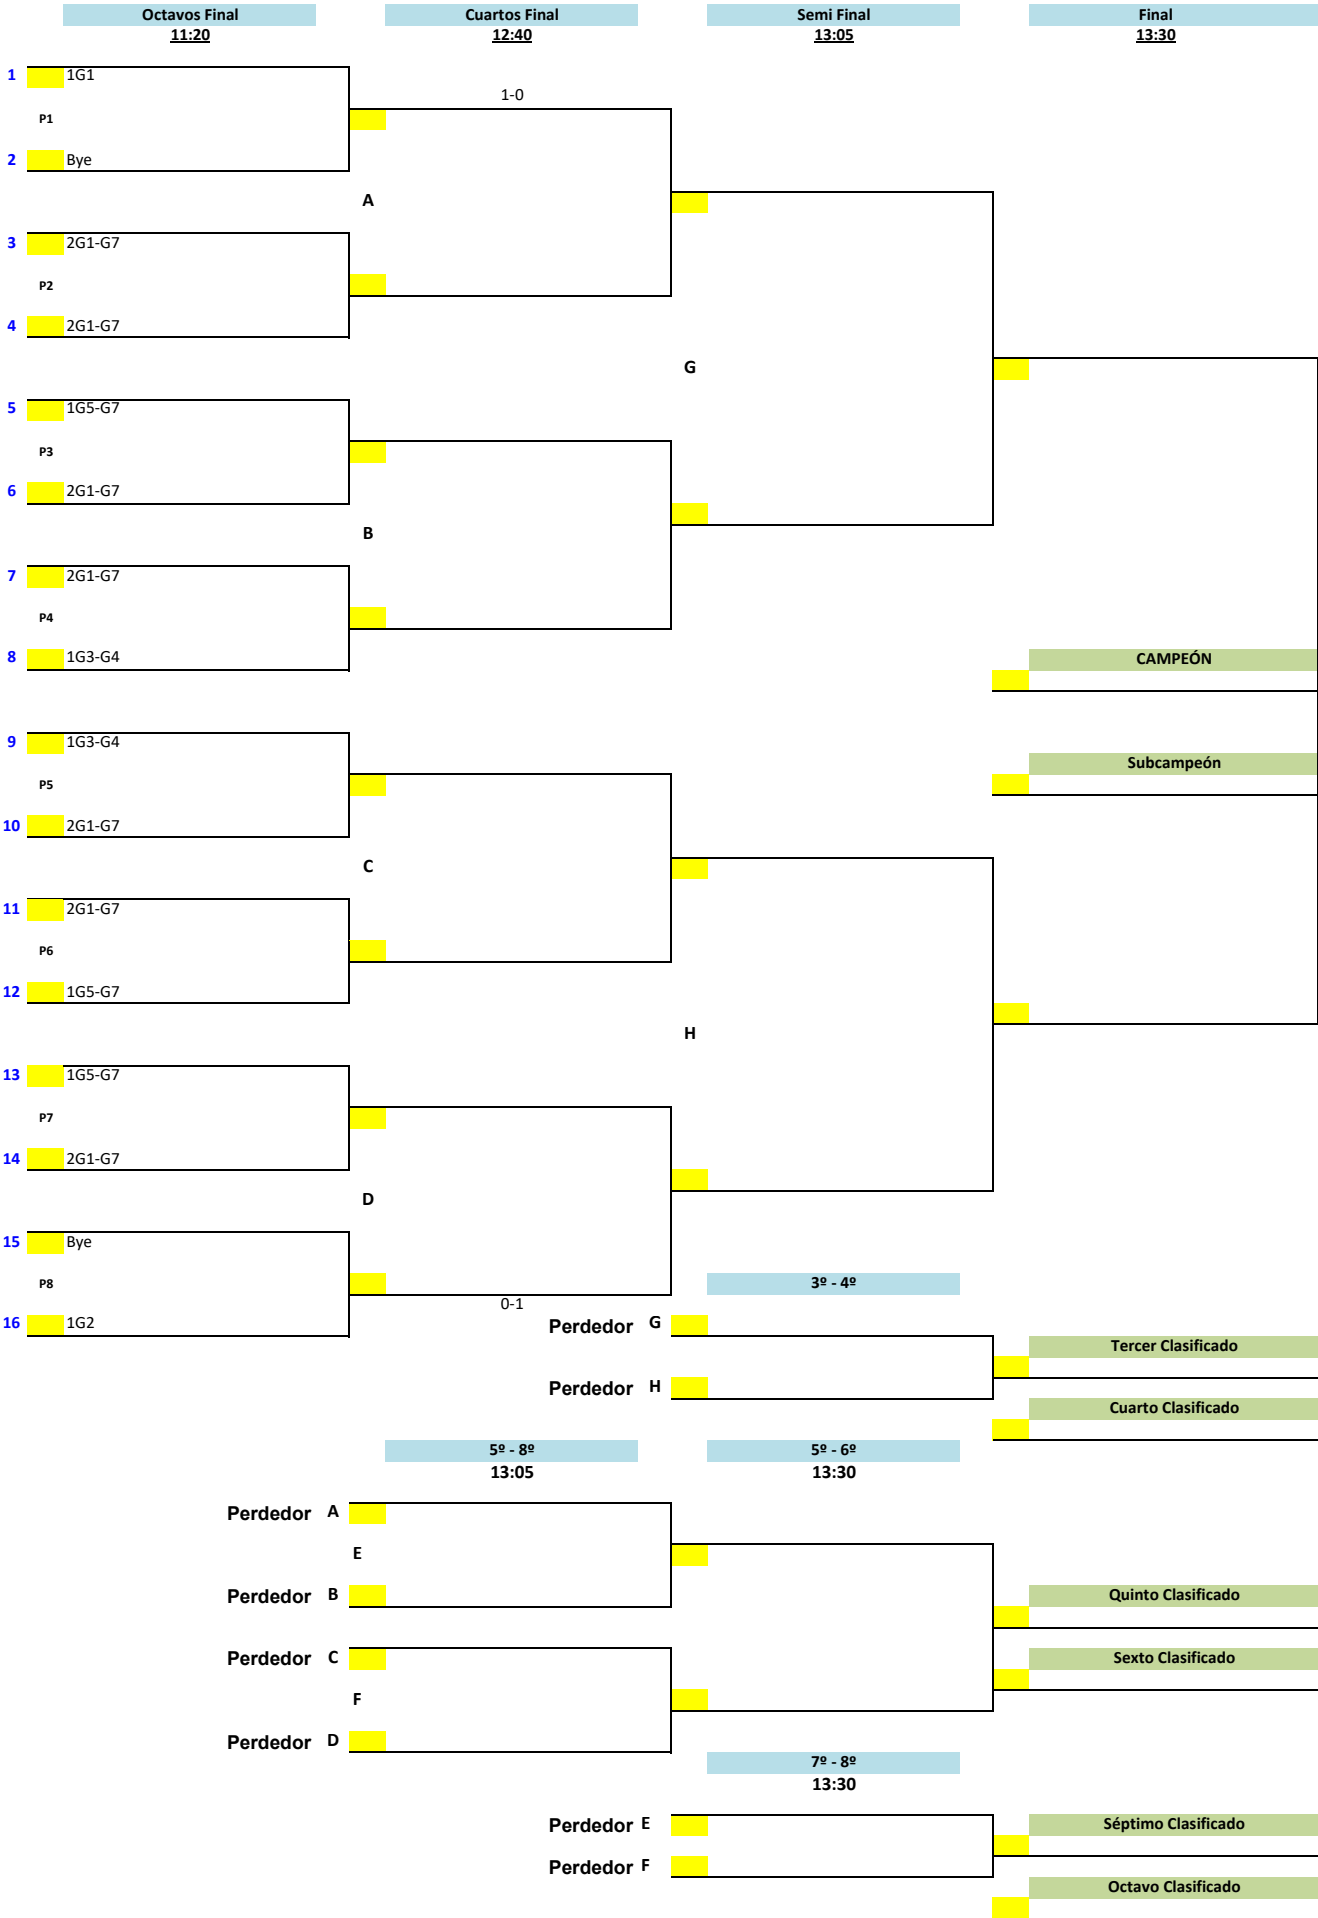 Octavos Final Cuartos Final Semi Final Final
11:20 12:40 13:05 13:30
1 1G1
1-0
P1
2 Bye
A
3 2G1-G7
P2
4 2G1-G7
G
5 1G5-G7
P3
6 2G1-G7
B
7 2G1-G7
P4
8 1G3-G4
CAMPEÓN
9 1G3-G4
Subcampeón
P5
10 2G1-G7
C
11 2G1-G7
P6
12 1G5-G7
H
13 1G5-G7
P7
14 2G1-G7
D
15 Bye
P8 3º - 4º
0-1
16 1G2
Perdedor G
Tercer Clasificado
Perdedor H
Cuarto Clasificado
5º - 8º 5º - 6º
13:05 13:30
Perdedor A
E
Perdedor B Quinto Clasificado
Perdedor C Sexto Clasificado
F
Perdedor D
7º - 8º
13:30
Perdedor E Séptimo Clasificado
Perdedor F
Octavo Clasificado